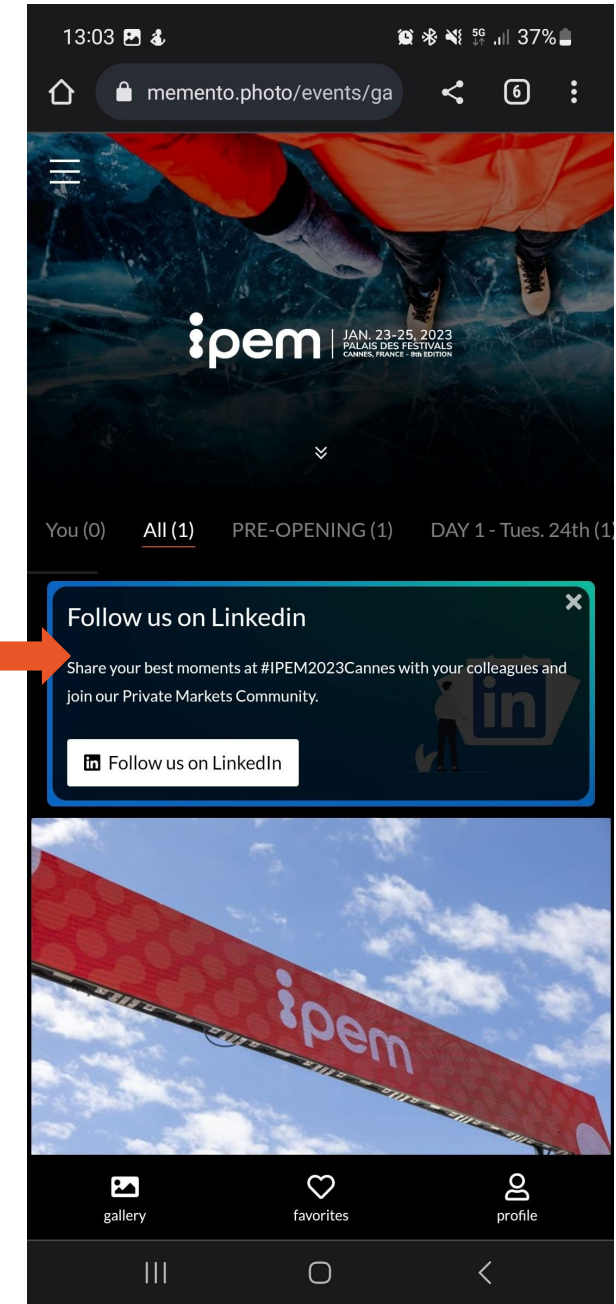 13:03
5G
37%
memento.photo/events/ga
6
ipem
JAN. 23-25, 2023
PALAIS DES FESTIVALS
CANNES, FRANCE - 8th EDITION
You (0) All (1) PRE-OPENING (1) DAY 1 - Tues. 24th (1)
Follow us on Linkedin
Share your best moments at #IPEM2023Cannes with your colleagues and
join our Private Markets Community.
in
in Follow us on LinkedIn
ipem
gallery favorites profile